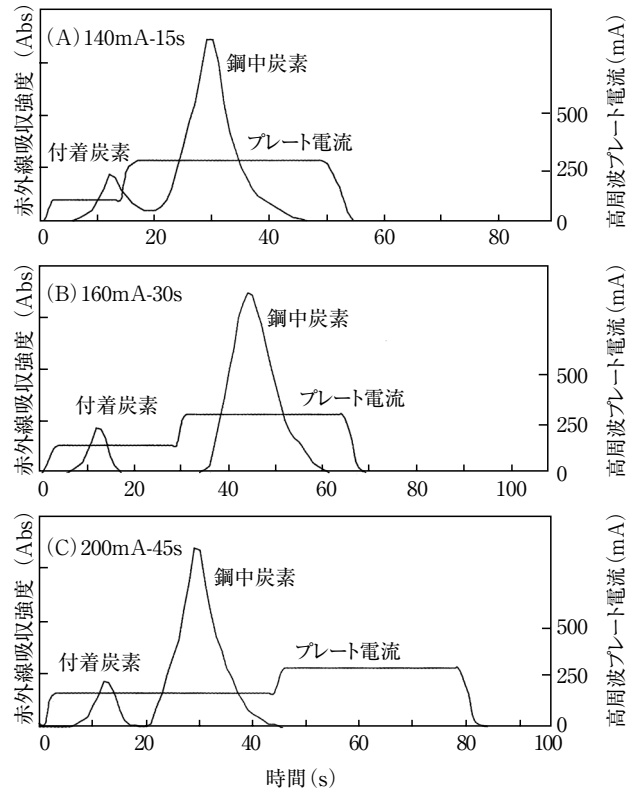 赤外線吸収強度 (Abs)
(A) 140mA-15s
鋼中炭素
付着炭素
プレート電流
500
250
0
高周波プレート電流 (mA)
0 20 40 60 80
赤外線吸収強度 (Abs)
(B) 160mA-30s
鋼中炭素
付着炭素
プレート電流
500
250
0
高周波プレート電流 (mA)
0 20 40 60 80 100
赤外線吸収強度 (Abs)
(C) 200mA-45s
鋼中炭素
付着炭素
プレート電流
500
250
0
高周波プレート電流 (mA)
0 20 40 60 80 100
時間 (s)